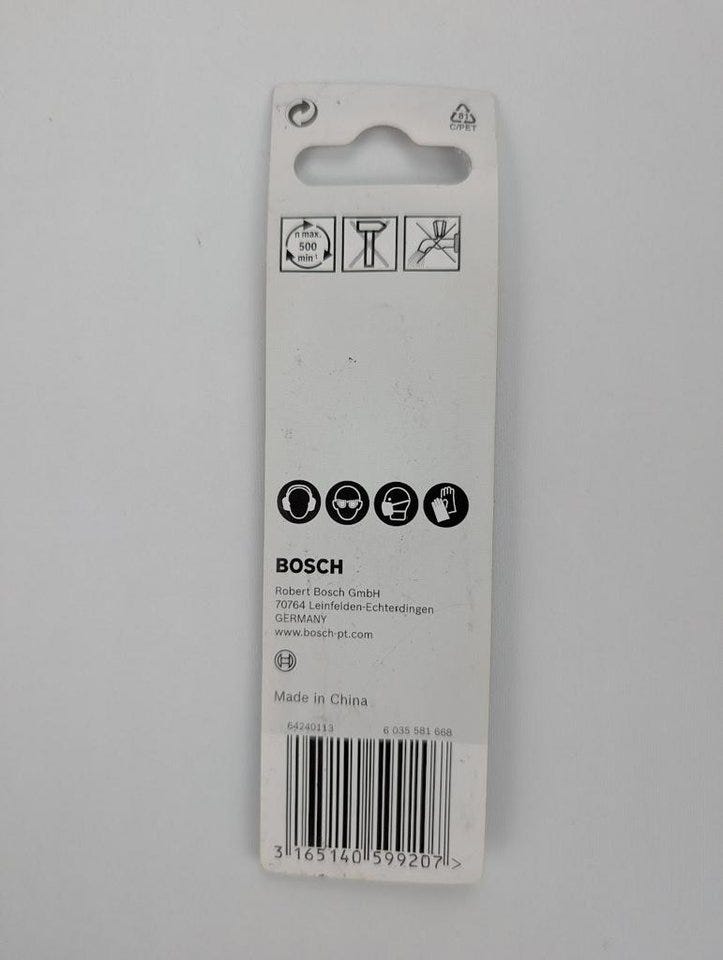 81
C/PET
n max.
500
min⁻¹
BOSCH
Robert Bosch GmbH
70764 Leinfelden-Echterdingen
GERMANY
www.bosch-pt.com
Made in China
64240113 6 035 581 668
3 165140 599207 >